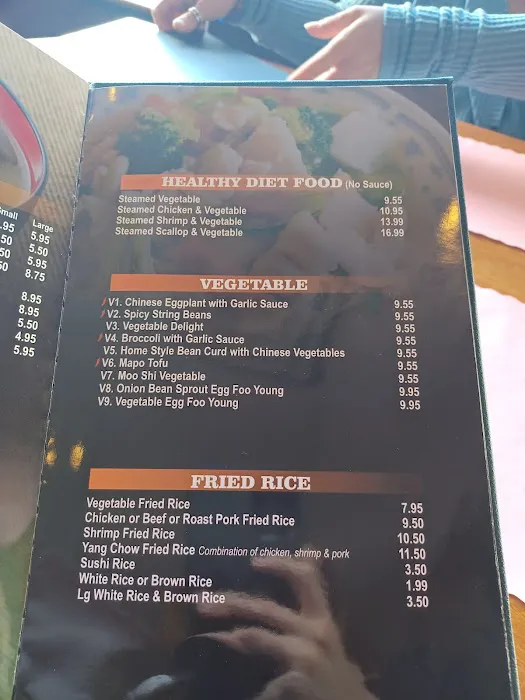 Small Large
.95 5.95
.50 5.50
.50 5.95
50 8.75
8.95
8.95
5.50
4.95
5.95
HEALTHY DIET FOOD (No Sauce)
Steamed Vegetable 9.55
Steamed Chicken & Vegetable 10.95
Steamed Shrimp & Vegetable 13.99
Steamed Scallop & Vegetable 16.99
VEGETABLE
V1. Chinese Eggplant with Garlic Sauce 9.55
V2. Spicy String Beans 9.55
V3. Vegetable Delight 9.55
V4. Broccoli with Garlic Sauce 9.55
V5. Home Style Bean Curd with Chinese Vegetables 9.55
V6. Mapo Tofu 9.55
V7. Moo Shi Vegetable 9.55
V8. Onion Bean Sprout Egg Foo Young 9.95
V9. Vegetable Egg Foo Young 9.95
FRIED RICE
Vegetable Fried Rice 7.95
Chicken or Beef or Roast Pork Fried Rice 9.50
Shrimp Fried Rice 10.50
Yang Chow Fried Rice Combination of chicken, shrimp & pork 11.50
Sushi Rice 3.50
White Rice or Brown Rice 1.99
Lg White Rice & Brown Rice 3.50